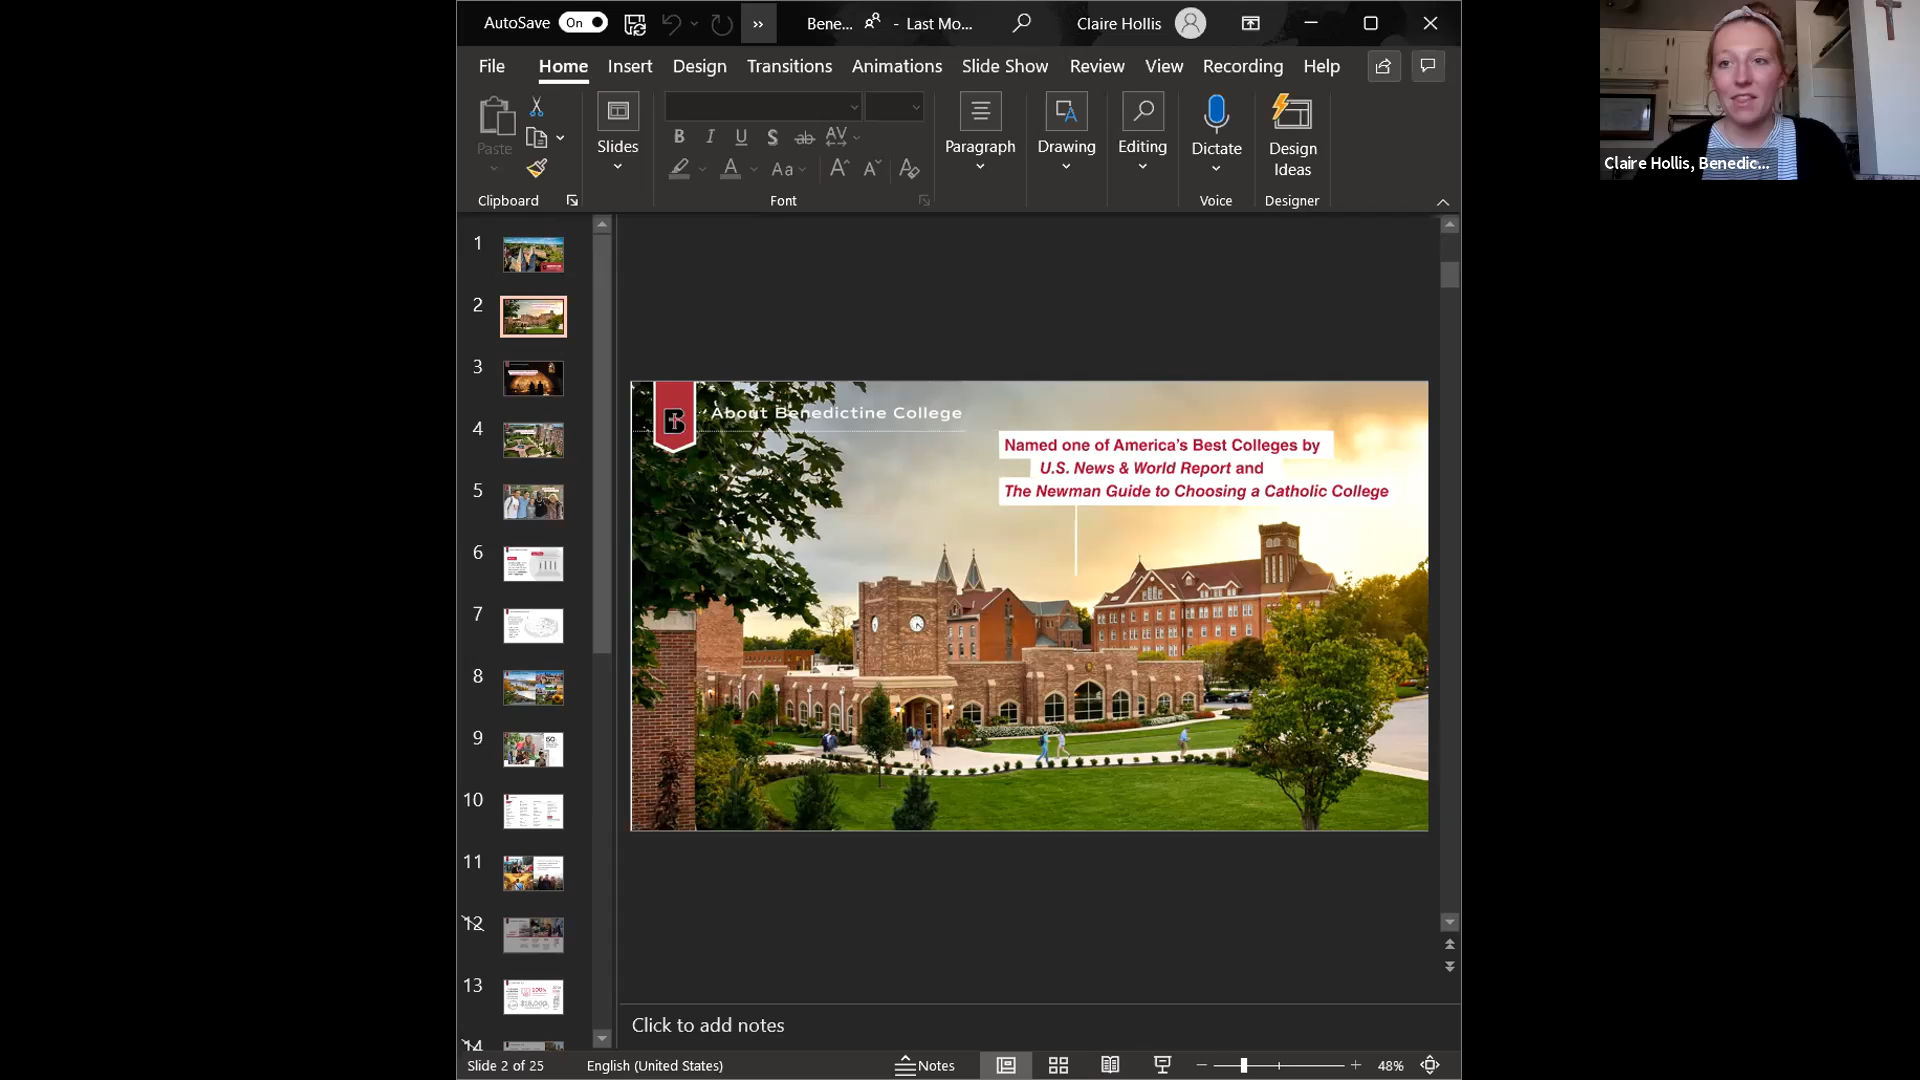 AutoSave On Bene... - Last Mo... Claire Hollis
File Home Insert Design Transitions Animations Slide Show Review View Recording Help
Paste
Slides
B I U S ab AV
A Aa A A A
Paragraph
Drawing
Editing
Dictate
Design
Ideas
Clipboard Font Voice Designer
1
2
3
4
5
6
7
8
9
10
11
12
13
14
B
About Benedictine College
Named one of America's Best Colleges by
U.S. News & World Report and
The Newman Guide to Choosing a Catholic College
Click to add notes
Slide 2 of 25 English (United States) Notes 48%
Claire Hollis, Benedic...